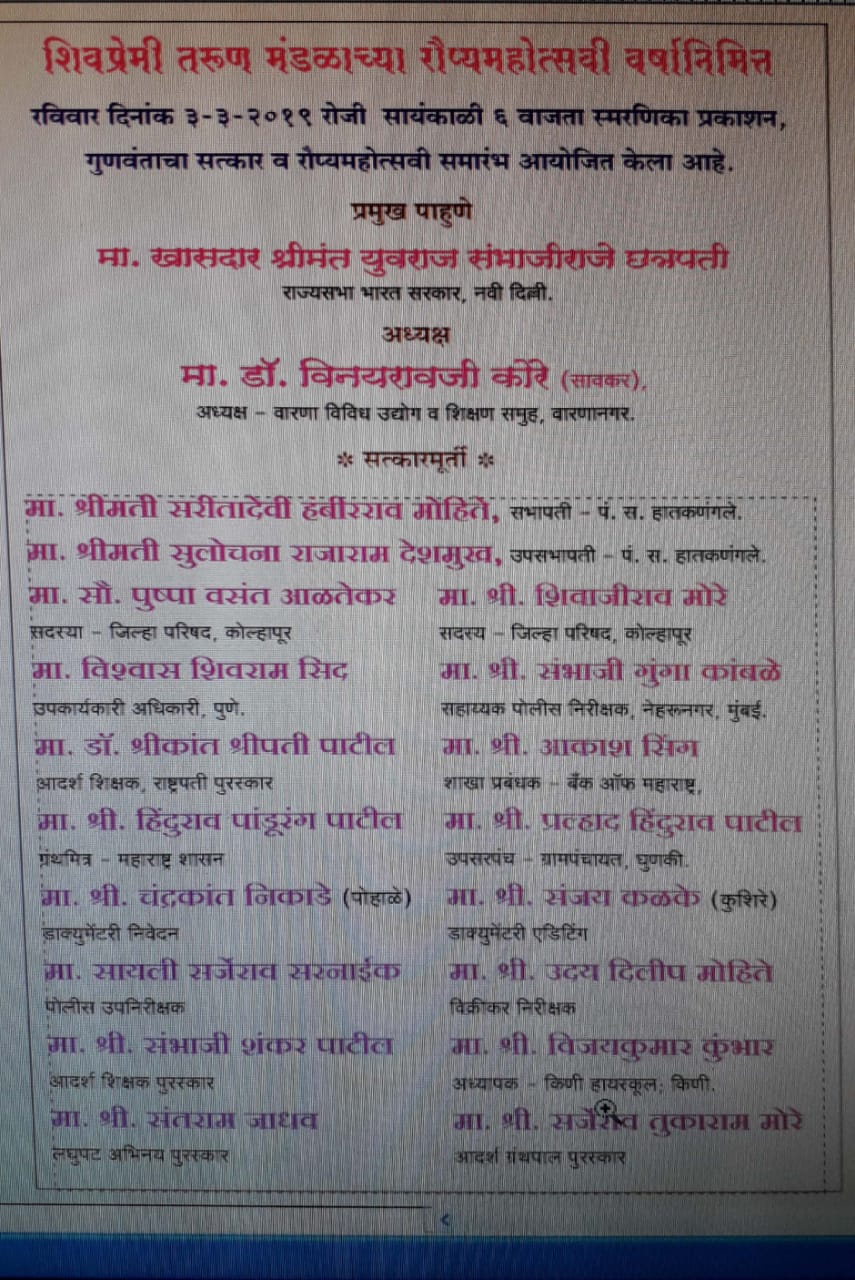 शिवप्रेमी तरूण मंडळाच्या रौप्यमहोत्सवी वर्षानिमित्त
रविवार दिनांक ३-३-२०१९ रोजी सायंकाळी ६ वाजता स्मरणिका प्रकाशन,
गुणवंताचा सत्कार व रौप्यमहोत्सवी समारंभ आयोजित केला आहे.
प्रमुख पाहुणे
मा. खासदार श्रीमंत युवराज संभाजीराजे छत्रपती
राज्यसभा भारत सरकार, नवी दिल्ली.
अध्यक्ष
मा. डॉ. विनयरावजी कोरे (सावकर),
अध्यक्ष – वारणा विविध उद्योग व शिक्षण समुह, वारणानगर.
* सत्कारमूर्ती *
मा. श्रीमती सरीतादेवी हंबीरराव मोहिते, सभापती – पं. स. हातकणंगले.
मा. श्रीमती सुलोचना राजाराम देशमुख, उपसभापती – पं. स. हातकणंगले.
मा. सौ. पुष्पा वसंत आळतेकर मा. श्री. शिवाजीराव मोरे
सदस्या – जिल्हा परिषद, कोल्हापूर सदस्य – जिल्हा परिषद, कोल्हापूर
मा. विश्वास शिवराम सिद मा. श्री. संभाजी गुंगा कांबळे
उपकार्यकारी अधिकारी, पुणे. सहाय्यक पोलीस निरीक्षक, नेहरूनगर, मुंबई.
मा. डॉ. श्रीकांत श्रीपती पाटील मा. श्री. आकाश सिंग
आदर्श शिक्षक, राष्ट्रपती पुरस्कार शाखा प्रबंधक – बँक ऑफ महाराष्ट्र,
मा. श्री. हिंदुराव पांडूरंग पाटील मा. श्री. प्रल्हाद हिंदुराव पाटील
ग्रंथमित्र – महाराष्ट्र शासन उपसरपंच – ग्रामपंचायत, घुणकी.
मा. श्री. चंद्रकांत निकाडे (पोहाळे) मा. श्री. संजय कळके (कुशिरे)
डाक्युमेंटरी निवेदन डाक्युमेंटरी एडिटिंग
मा. सायली सर्जेराव सरनाईक मा. श्री. उदय दिलीप मोहिते
पोलीस उपनिरीक्षक विक्रीकर निरीक्षक
मा. श्री. संभाजी शंकर पाटील मा. श्री. विजयकुमार कुंभार
आदर्श शिक्षक पुरस्कार अध्यापक – किणी हायस्कूल, किणी.
मा. श्री. संतराम जाधव मा. श्री. सर्जेराव तुकाराम मोरे
लघुपट अभिनय पुरस्कार आदर्श ग्रंथपाल पुरस्कार